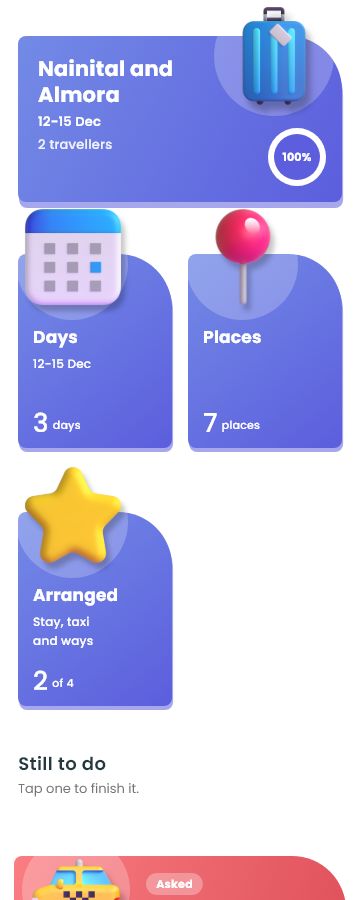 Nainital and
Almora
12-15 Dec
2 travellers
100%
Days
12-15 Dec
3 days
Places
7 places
Arranged
Stay, taxi
and ways
2 of 4
Still to do
Tap one to finish it.
Asked